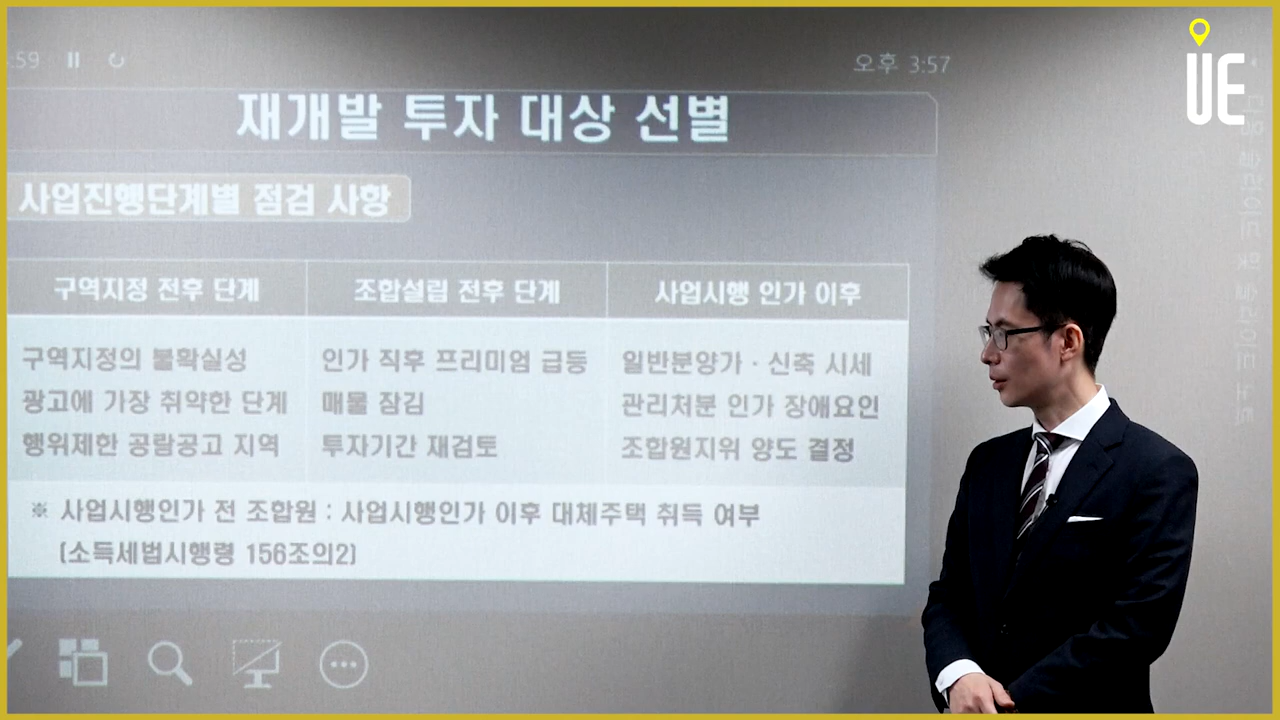 :59
오후 3:57
UE
재개발 투자 대상 선별
사업진행단계별 점검 사항
구역지정 전후 단계
조합설립 전후 단계
사업시행 인가 이후
구역지정의 불확실성
광고에 가장 취약한 단계
행위제한 공람공고 지역
인가 직후 프리미엄 급등
매물 잠김
투자기간 재검토
일반분양가 · 신축 시세
관리처분 인가 장애요인
조합원지위 양도 결정
※ 사업시행인가 전 조합원 : 사업시행인가 이후 대체주택 취득 여부
(소득세법시행령 156조의2)